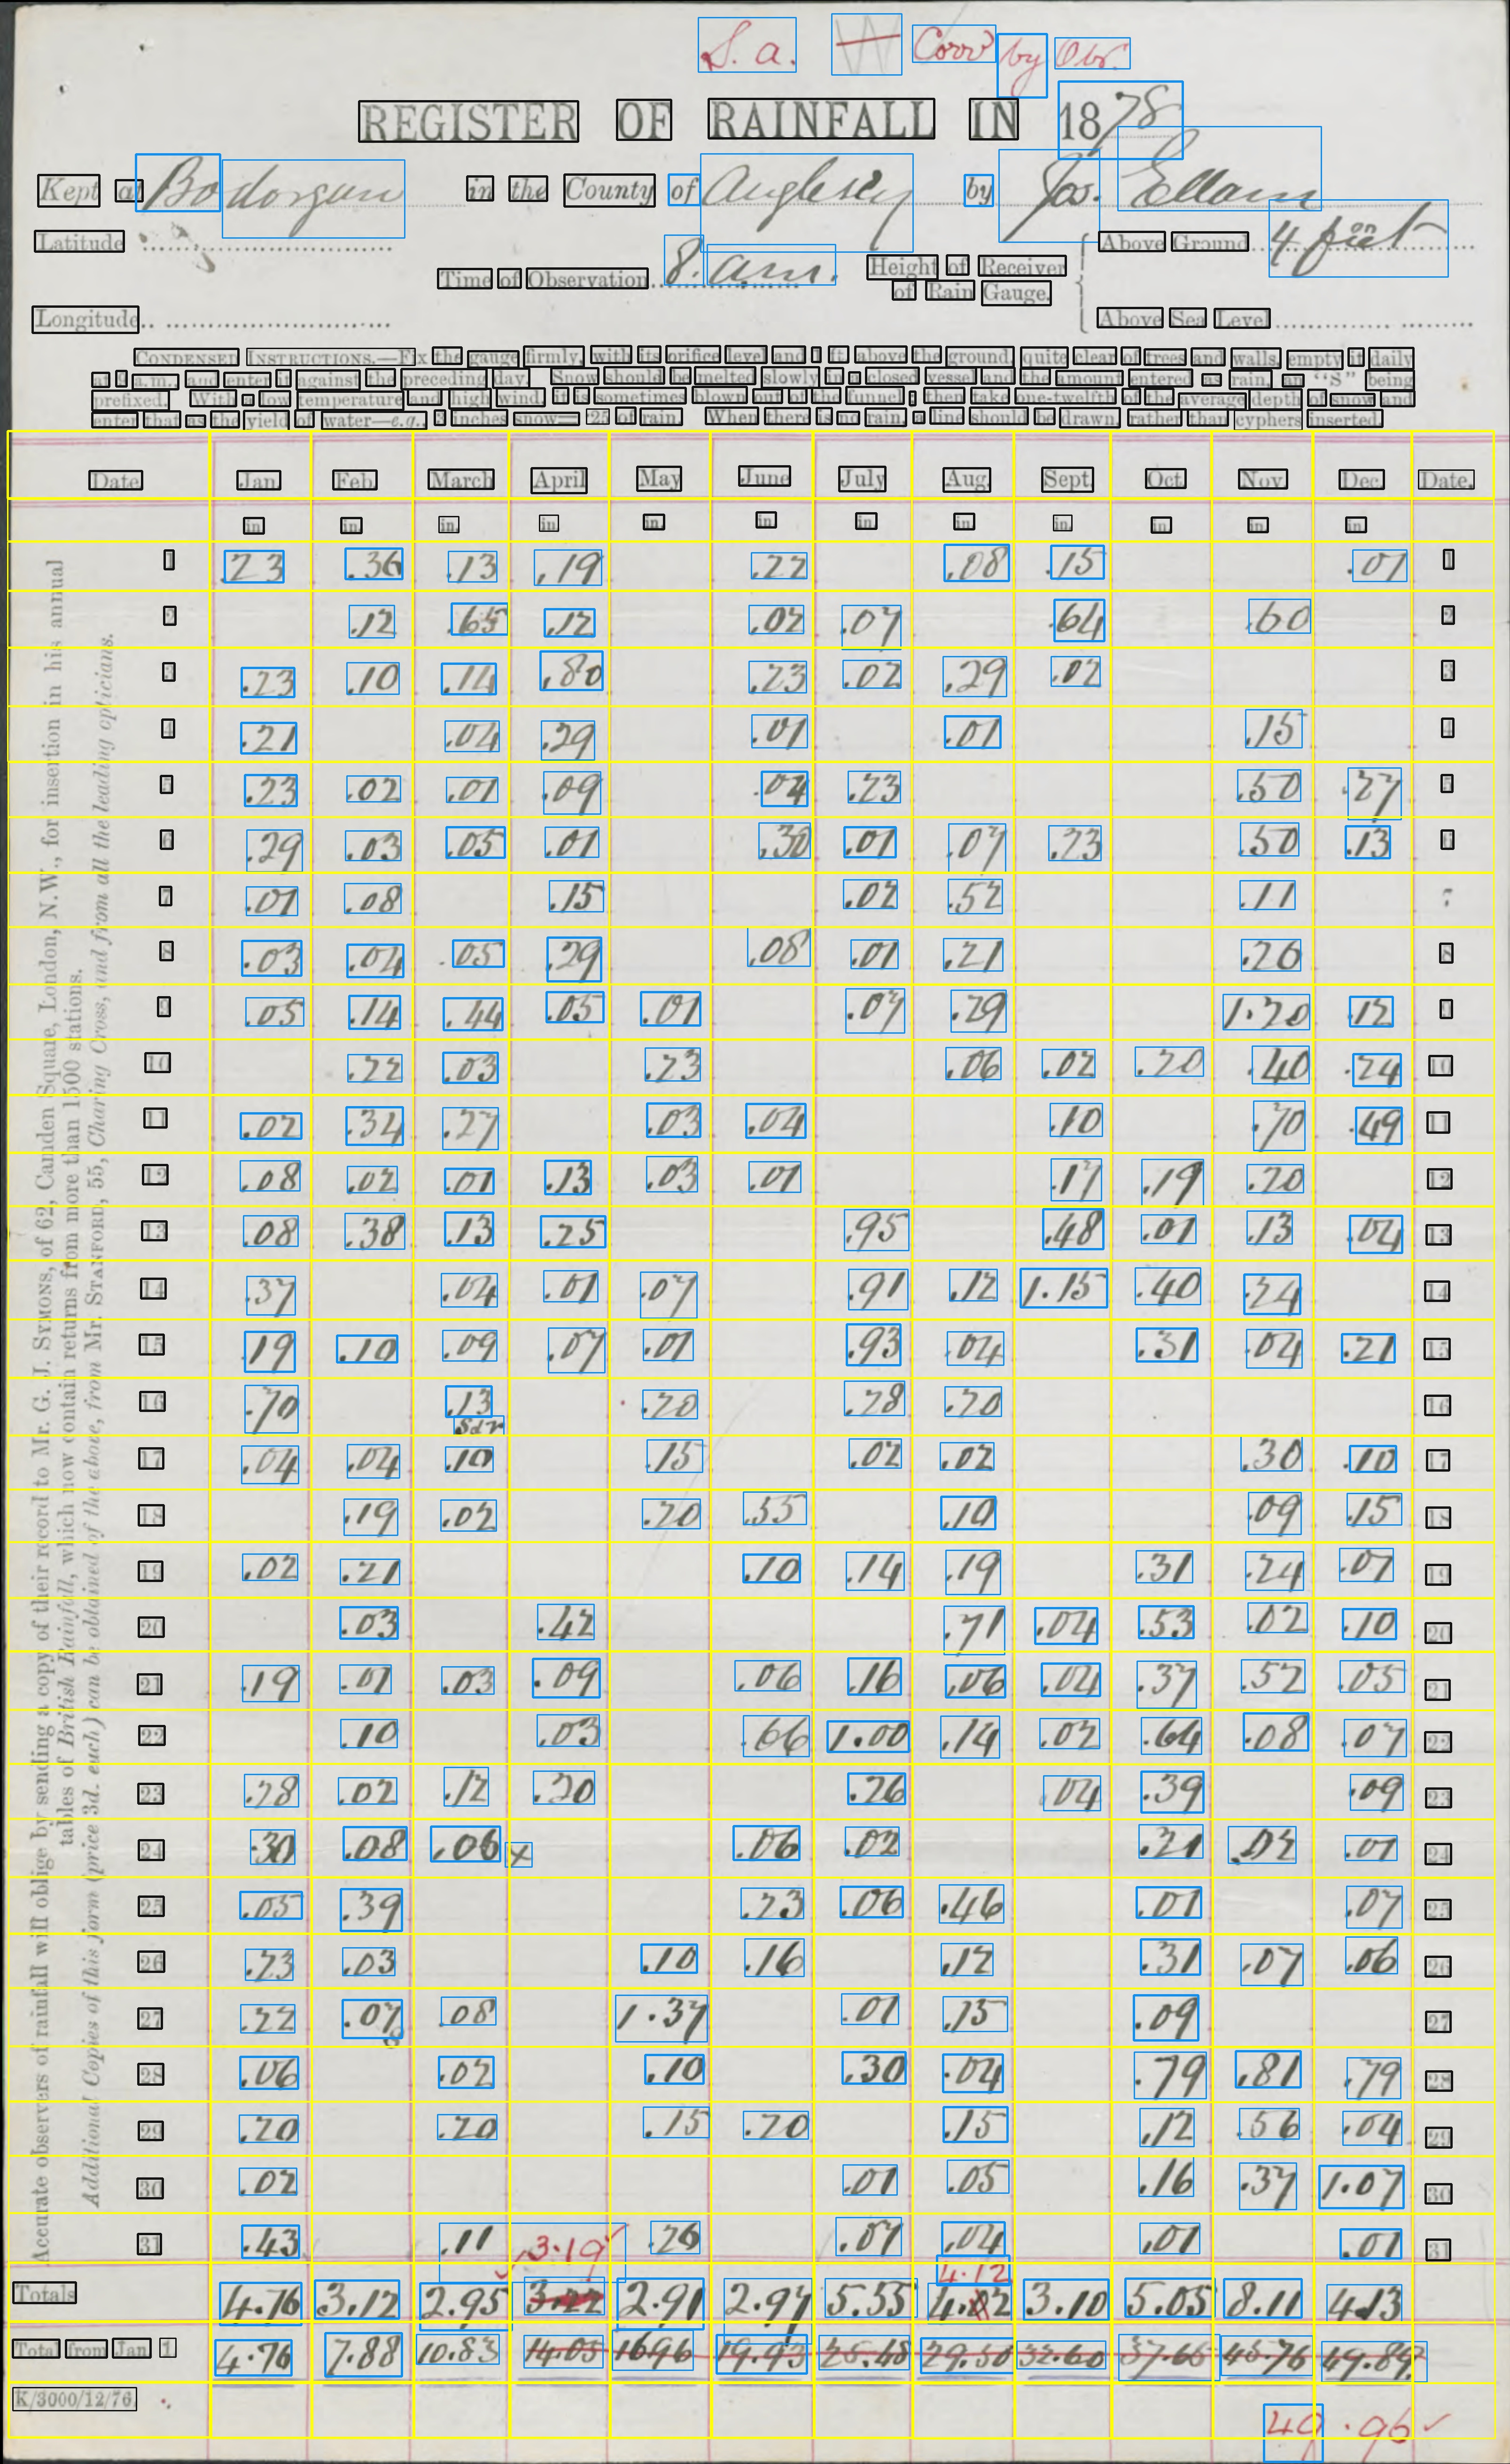 S.a. W Corrd by Obr.
REGISTER OF RAINFALL IN 1878
Kept at Bodorgan in the County of Anglesey by Jos. Ellam
Latitude
Time of Observation 8. am. Height of Receiver of Rain Gauge. Above Ground 4 feet on
Longitude Above Sea Level
CONDENSED INSTRUCTIONS.—Fix the gauge firmly, with its orifice level and 1 ft. above the ground, quite clear of trees and walls, empty it daily
at 9 a.m., and enter it against the preceding day. Snow should be melted slowly in a closed vessel and the amount entered as rain, an "S" being
prefixed. With a low temperature and high wind, it is sometimes blown out of the funnel; then take one-twelfth of the average depth of snow and
enter that as the yield of water—e.g., 3 inches snow=·25 of rain. When there is no rain, a line should be drawn, rather than cyphers inserted.
Date Jan Feb. March April May June July Aug. Sept. Oct. Nov. Dec. Date.
in. in. in. in. in. in. in. in. in. in. in. in.
1 23 .36 .13 .19 .22 .08 .15 .01 1
2 .12 .65 .12 .02 .07 .64 .60 2
3 .23 .10 .14 .80 .23 .02 .29 .02 3
4 .21 .04 .29 .01 .01 .15 4
5 .23 .02 .01 .09 .04 .23 .50 .27 5
6 .29 .03 .05 .01 .30 .01 .07 .23 .50 .13 6
7 .01 .08 .15 .02 .52 .11 7
8 .03 .04 .05 .29 .08 .01 .21 .26 8
9 .05 .14 .44 .05 .01 .07 .29 1.20 .12 9
10 .22 .03 .23 .06 .02 .20 .40 .24 10
11 .02 .34 .27 .03 .04 .10 .70 .49 11
12 .08 .02 .01 .13 .03 .01 .17 .19 .20 12
13 .08 .38 .13 .25 .95 .48 .01 .13 .04 13
14 .37 .04 .01 .07 .91 .12 1.15 .40 .24 14
15 .19 .10 .09 .07 .01 .93 .04 .31 .04 .21 15
16 .70 .13 .20 .28 .20 16
17 .04 .04 .10 .15 .02 .02 .30 .10 17
18 .19 .02 .20 .55 .10 .09 .15 18
19 .02 .21 .10 .14 .19 .31 .24 .07 19
20 .03 .42 .71 .04 .53 .02 .10 20
21 .19 .01 .03 .09 .06 .16 .06 .04 .37 .52 .05 21
22 .10 .03 .66 1.00 .14 .02 .64 .08 .07 22
23 .28 .02 .12 .20 .26 .04 .39 .09 23
24 .30 .08 .06 x .06 .02 .21 .02 .01 24
25 .05 .39 .23 .06 .46 .01 .07 25
26 .23 .03 .10 .16 .12 .31 .07 .06 26
27 .22 .07 .08 1.37 .01 .15 .09 27
28 .06 .02 .10 .30 .04 .79 .81 .79 28
29 .20 .20 .15 .20 .15 .12 .56 .04 29
30 .02 .01 .05 .16 .37 1.07 30
31 .43 .11 .26 .07 .04 .01 .01 31
3.19 4.12
Totals 4.76 3.12 2.95 3.22 2.91 2.97 5.55 4.02 3.10 5.05 8.11 4.13
Total from Jan. 1 4.76 7.88 10.83 14.05 16.96 19.93 25.48 29.50 32.60 37.65 45.76 49.89
K/3000/12/76.
49.96 ✓
Accurate observers of rainfall will oblige by sending a copy of their record to Mr. G. J. SYMONS, of 62, Camden Square, London, N.W., for insertion in his annual
tables of British Rainfall, which now contain returns from more than 1500 stations.
Additional Copies of this form (price 3d. each) can be obtained of the above, from Mr. STANFORD, 55, Charing Cross, and from all the leading opticians.